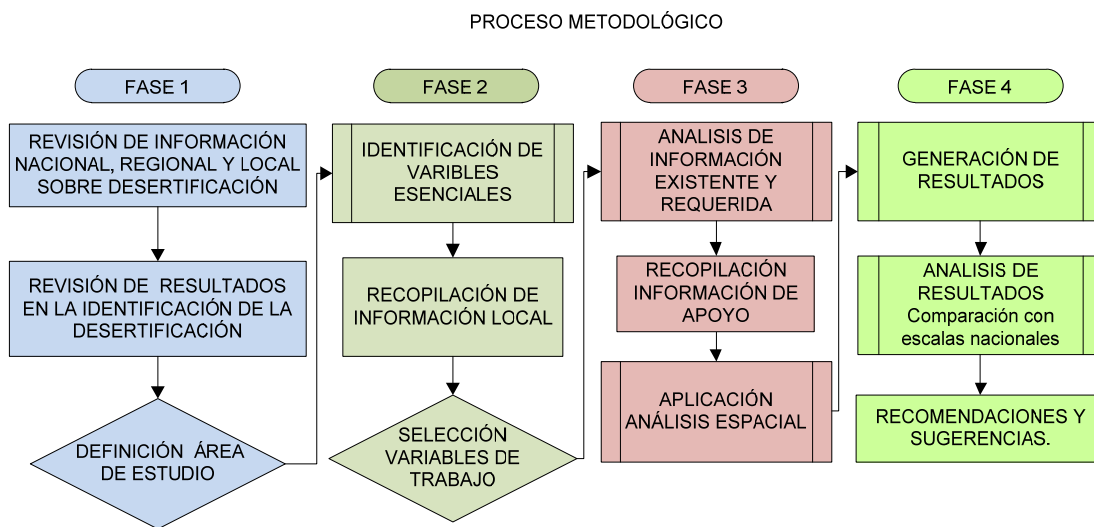 PROCESO METODOLÓGICO
FASE 1
REVISIÓN DE INFORMACIÓN
NACIONAL, REGIONAL Y LOCAL
SOBRE DESERTIFICACIÓN
REVISIÓN DE RESULTADOS
EN LA IDENTIFICACIÓN DE LA
DESERTIFICACIÓN
DEFINICIÓN ÁREA
DE ESTUDIO
FASE 2
IDENTIFICACIÓN DE
VARIBLES
ESENCIALES
RECOPILACIÓN DE
INFORMACIÓN LOCAL
SELECCIÓN
VARIABLES DE
TRABAJO
FASE 3
ANALISIS DE
INFORMACIÓN
EXISTENTE Y
REQUERIDA
RECOPILACIÓN
INFORMACIÓN DE
APOYO
APLICACIÓN
ANÁLISIS ESPACIAL
FASE 4
GENERACIÓN DE
RESULTADOS
ANALISIS DE
RESULTADOS
Comparación con
escalas nacionales
RECOMENDACIONES Y
SUGERENCIAS.